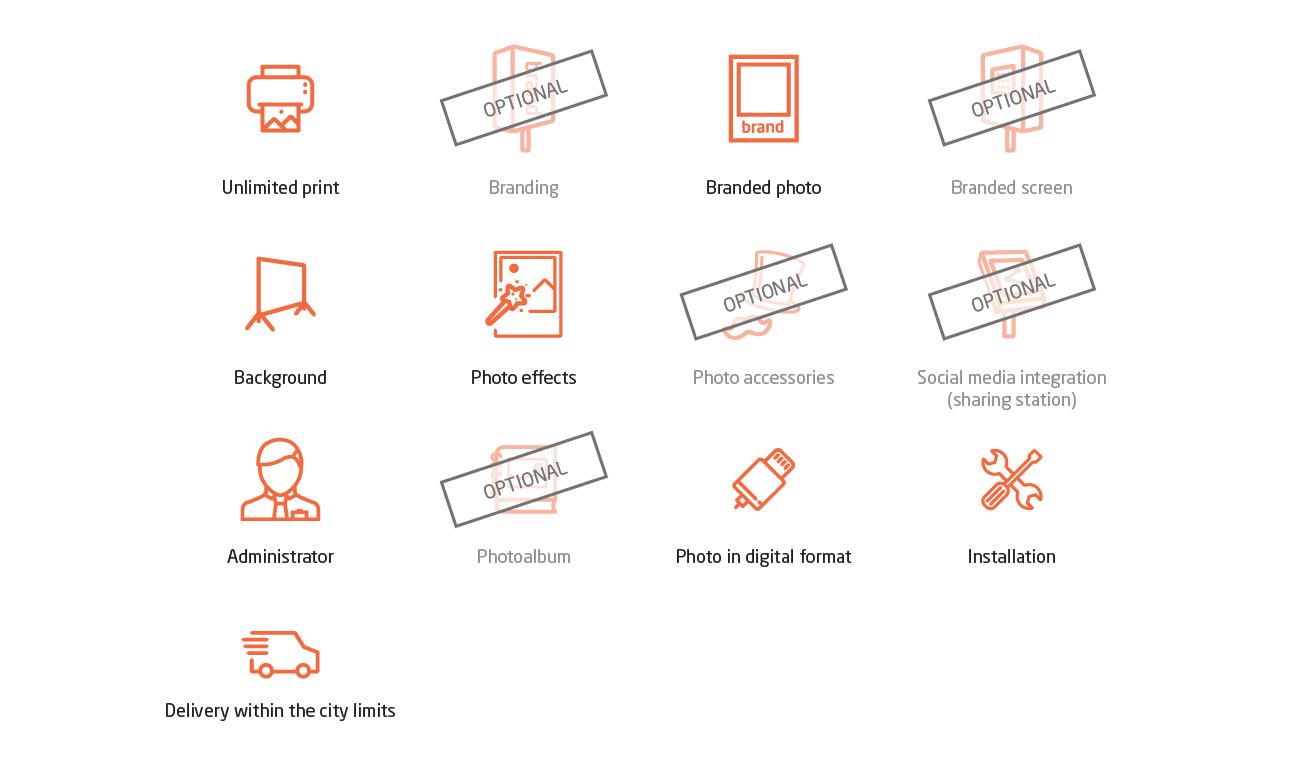 OPTIONAL
brand
OPTIONAL
Unlimited print
Branding
Branded photo
Branded screen
OPTIONAL
OPTIONAL
Background
Photo effects
Photo accessories
Social media integration
(sharing station)
OPTIONAL
Administrator
Photoalbum
Photo in digital format
Installation
Delivery within the city limits